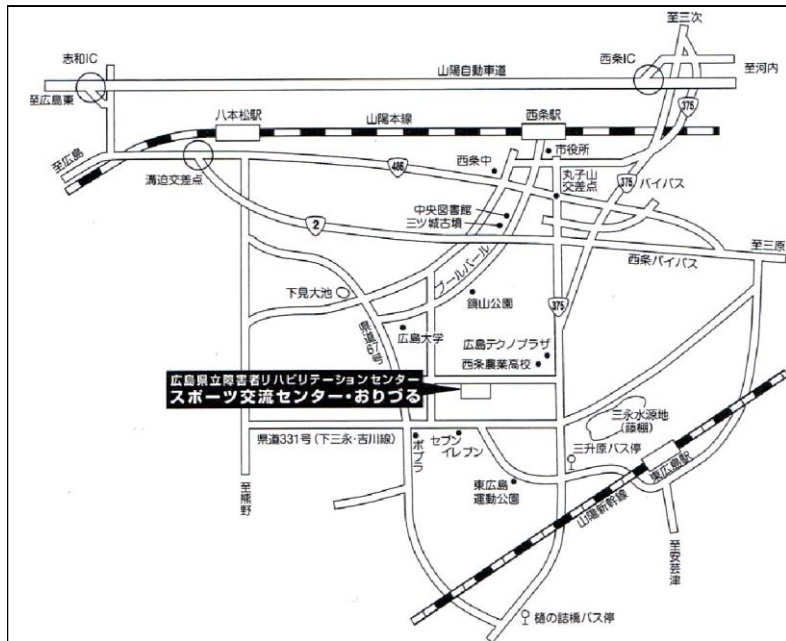 至三次
志和IC
西条IC
山陽自動車道
至河内
至広島東
八本松駅
山陽本線
西条駅
375
市役所
至広島
溝迫交差点
486
西条中
丸子山
交差点
375
バイパス
中央図書館
三ツ城古墳
2
至三原
西条バイパス
ブールバール
下見大池
鏡山公園
375
広島大学
広島テクノプラザ
西条農業高校
広島県立障害者リハビリテーションセンター
スポーツ交流センター・おりづる
三永水源地
(藤棚)
県道331号(下三永・吉川線)
ポプラ
セブン
イレブン
三升原バス停
東広島駅
至熊野
東広島
運動公園
山陽新幹線
至安芸津
樋の詰橋バス停